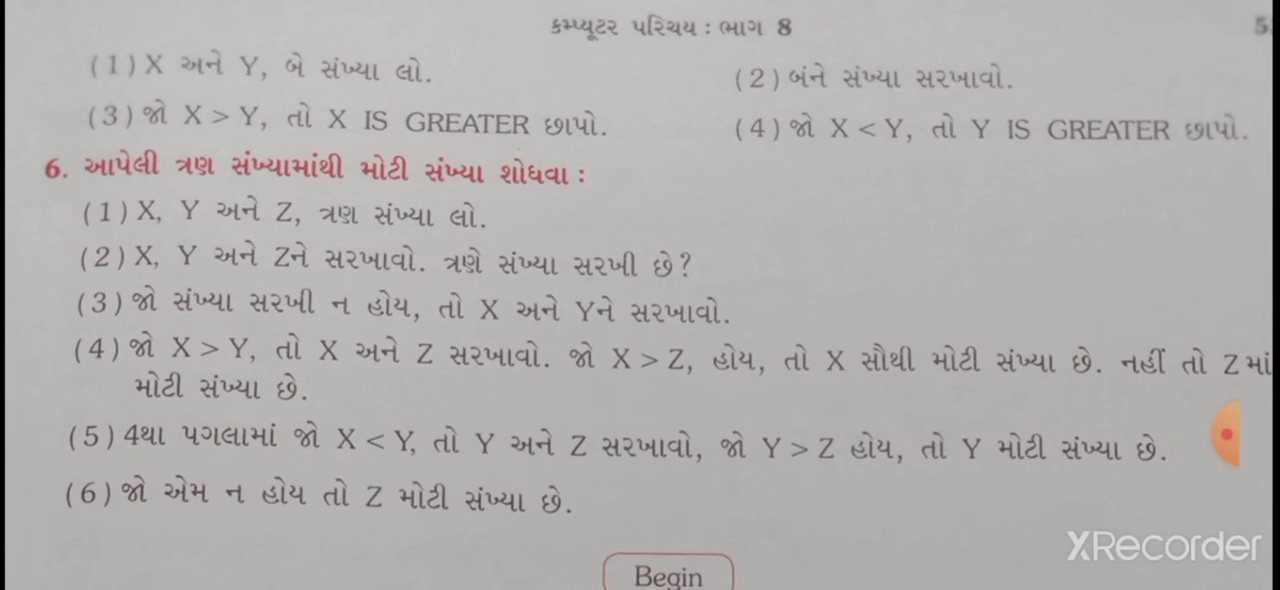 કમ્પ્યૂટર પરિચય : ભાગ 8
5
(1) X અને Y, બે સંખ્યા લો.
(2) બંને સંખ્યા સરખાવો.
(3) જો X > Y, તો X IS GREATER છાપો.
(4) જો X < Y, તો Y IS GREATER છાપો.
6. આપેલી ત્રણ સંખ્યામાંથી મોટી સંખ્યા શોધવા :
(1) X, Y અને Z, ત્રણ સંખ્યા લો.
(2) X, Y અને Zને સરખાવો. ત્રણે સંખ્યા સરખી છે?
(3) જો સંખ્યા સરખી ન હોય, તો X અને Yને સરખાવો.
(4) જો X > Y, તો X અને Z સરખાવો. જો X > Z, હોય, તો X સૌથી મોટી સંખ્યા છે. નહીં તો Z માં
મોટી સંખ્યા છે.
(5) 4થા પગલામાં જો X < Y, તો Y અને Z સરખાવો, જો Y > Z હોય, તો Y મોટી સંખ્યા છે.
(6) જો એમ ન હોય તો Z મોટી સંખ્યા છે.
XRecorder
Begin